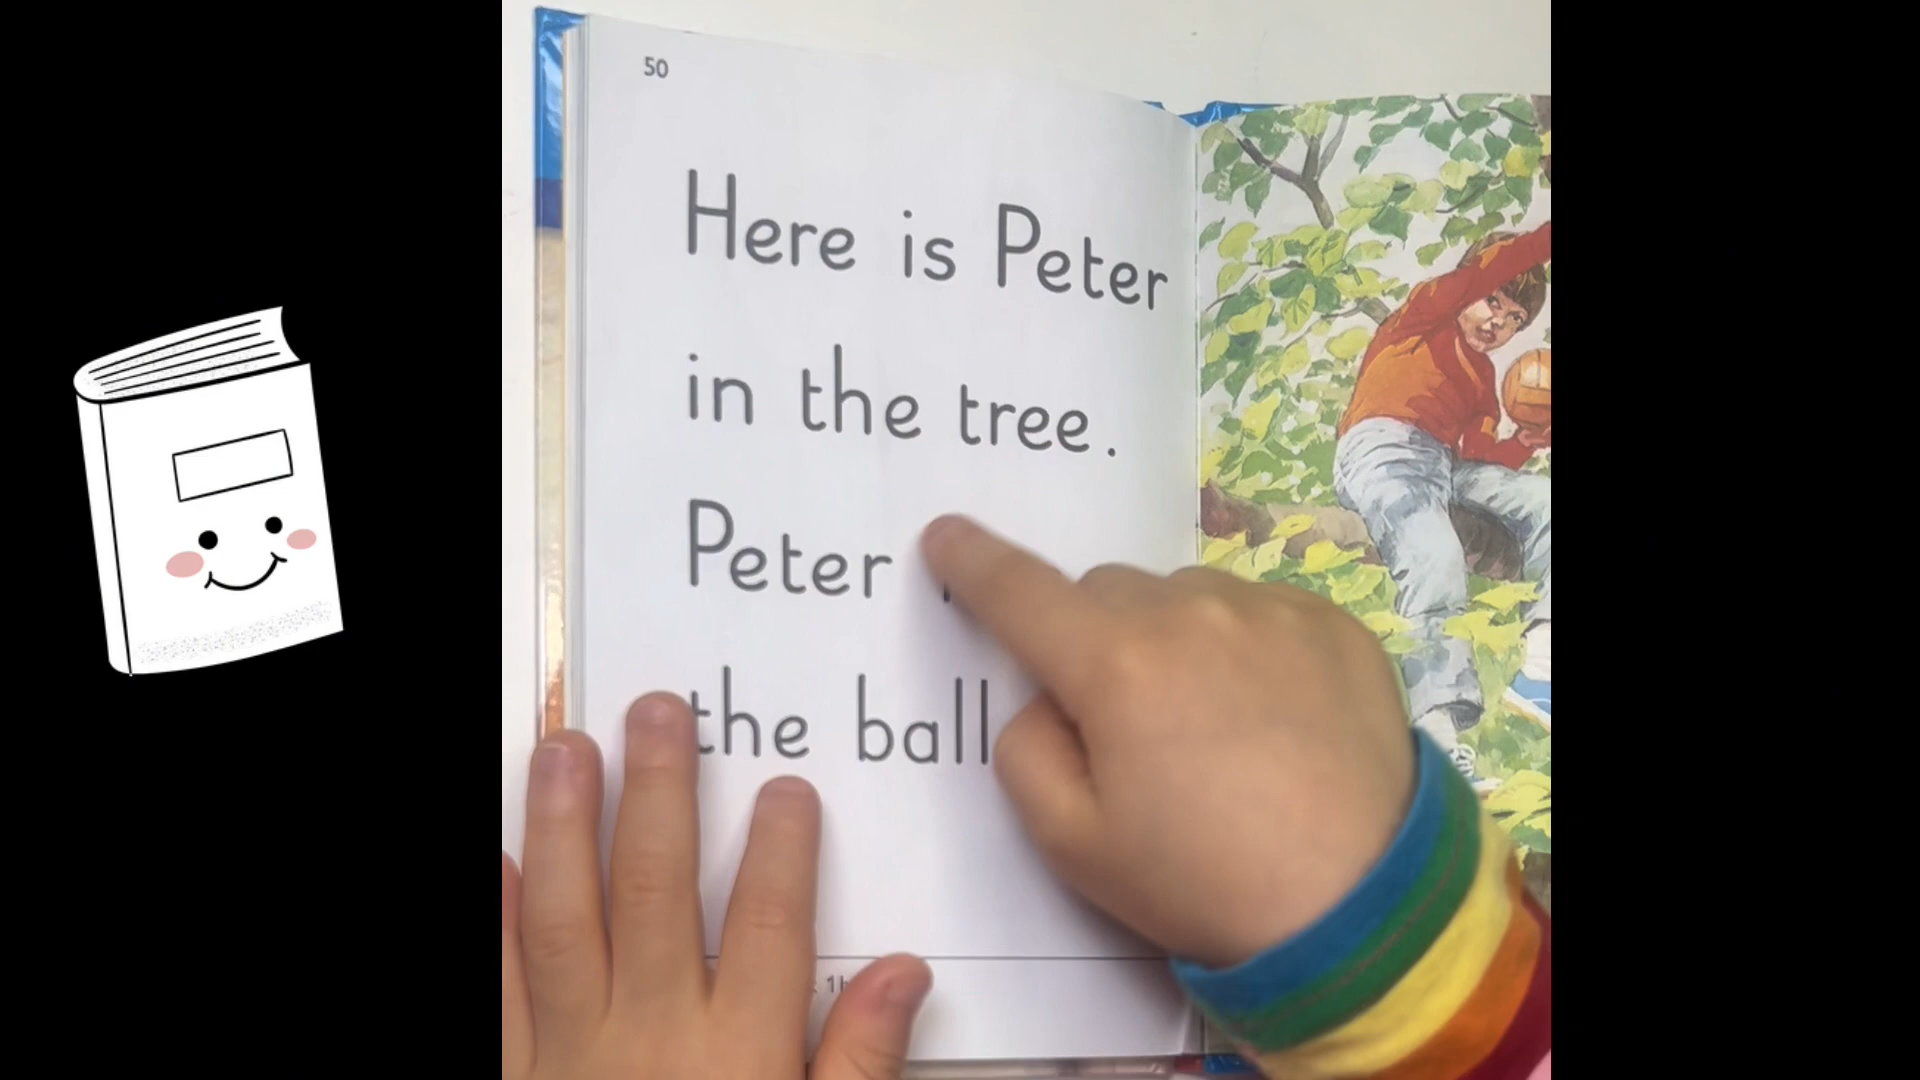 50
Here is Peter
in the tree.
Peter
the ball